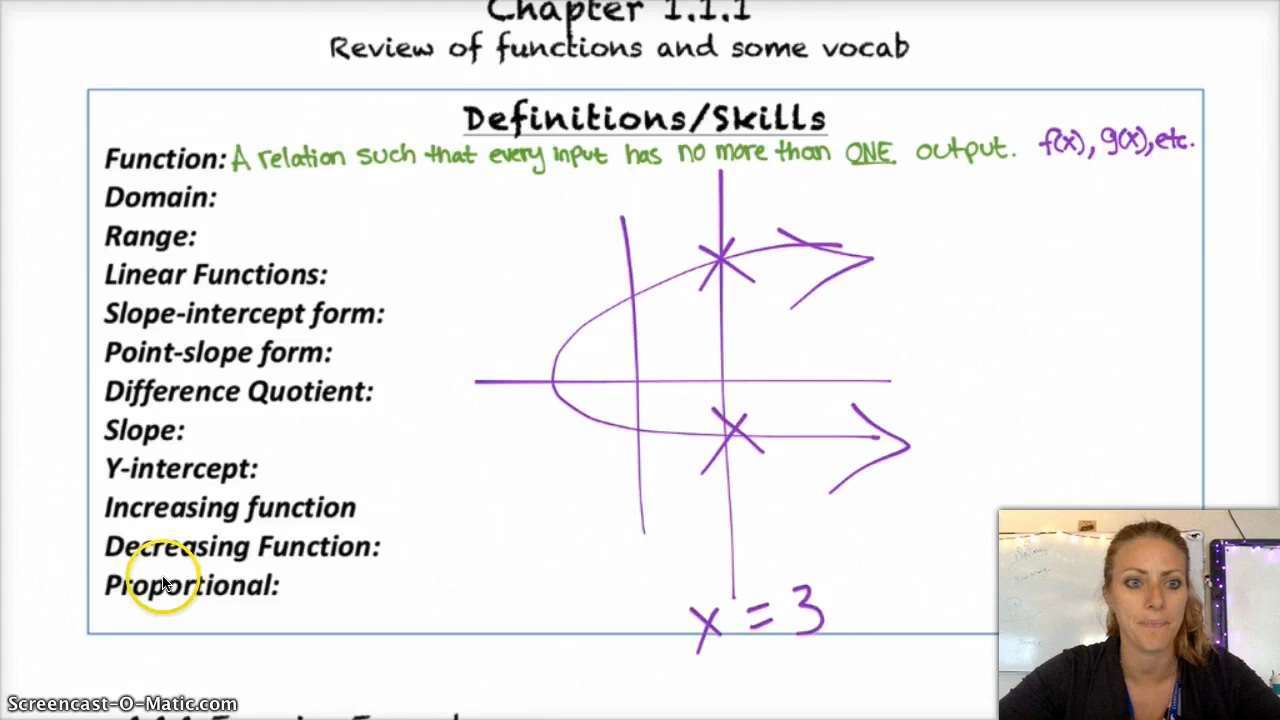 Chapter 1.1.1
Review of functions and some vocab
Definitions/Skills
Function: A relation such that every input has no more than ONE output. f(x), g(x), etc.
Domain:
Range:
Linear Functions:
Slope-intercept form:
Point-slope form:
Difference Quotient:
Slope:
Y-intercept:
Increasing function
Decreasing Function:
Proportional:
x = 3
Screencast-O-Matic.com